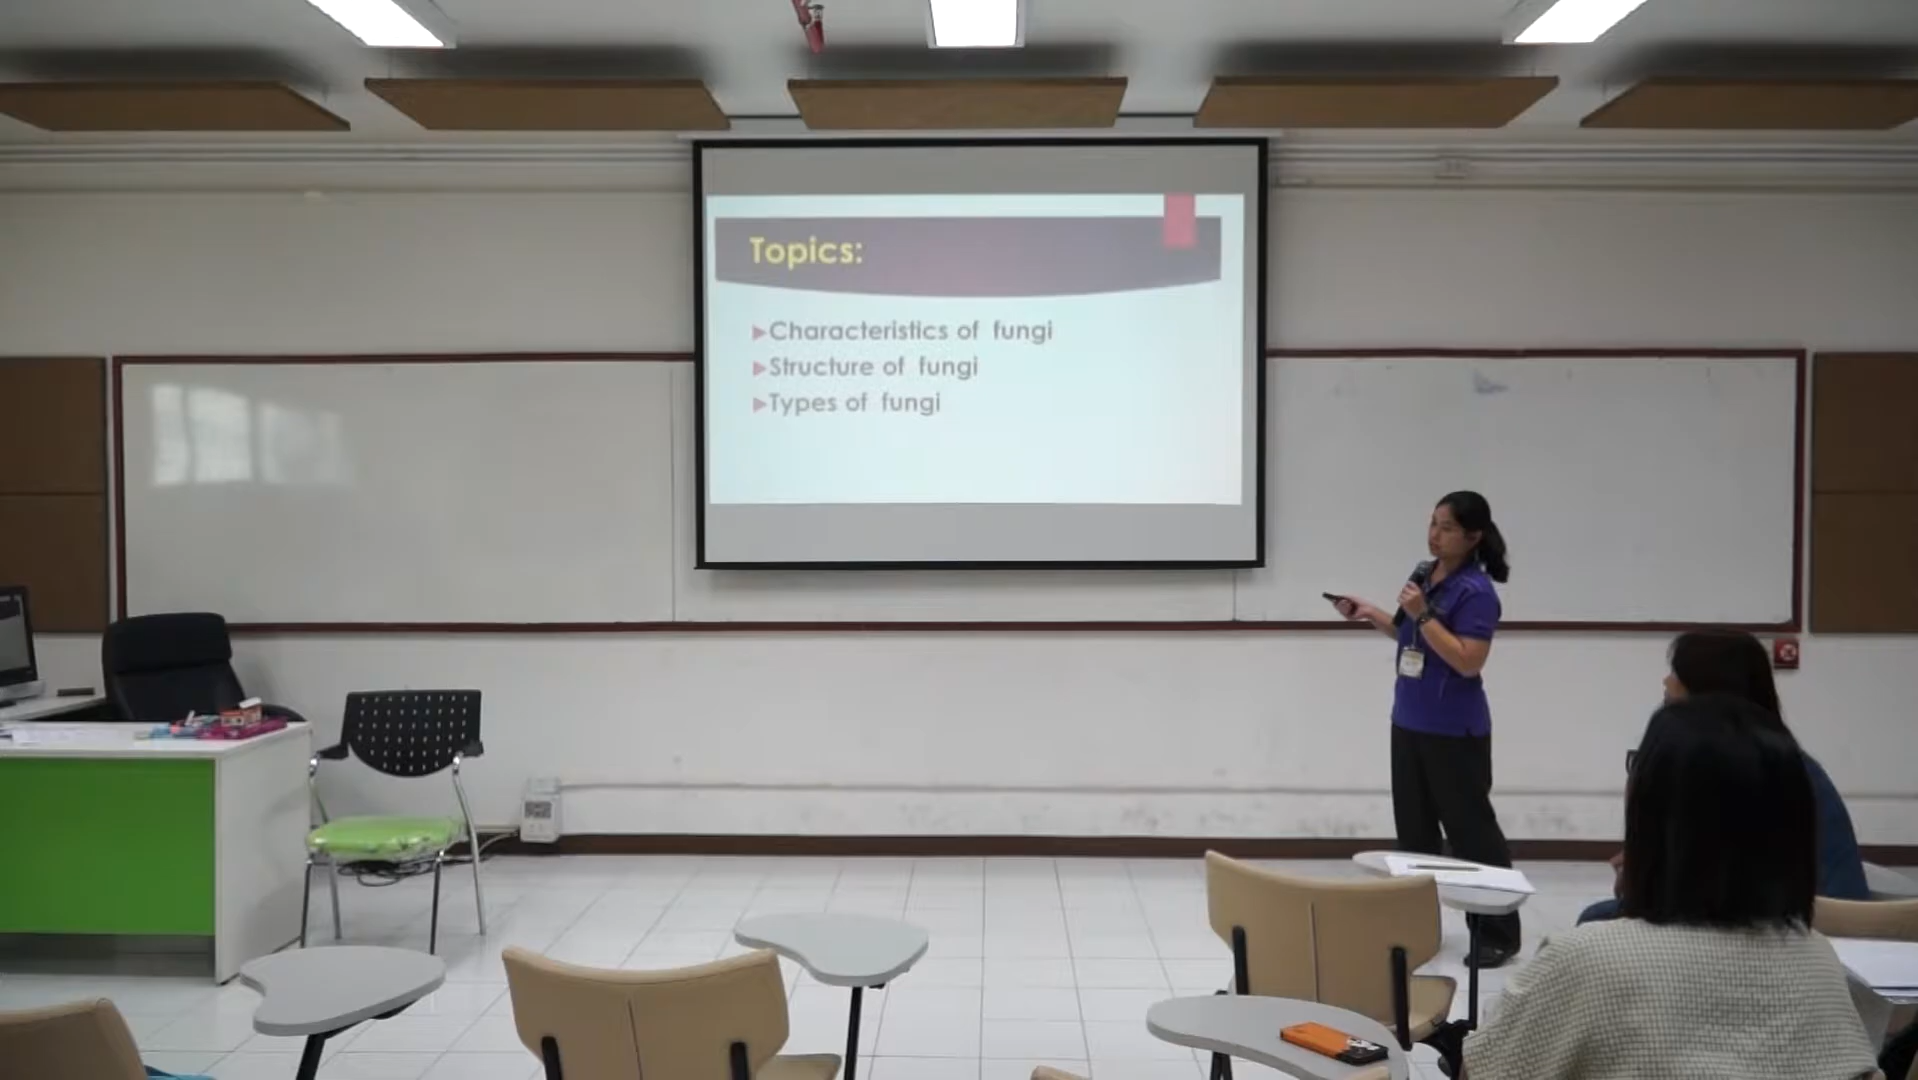 Topics:
▶Characteristics of fungi
▶Structure of fungi
▶Types of fungi